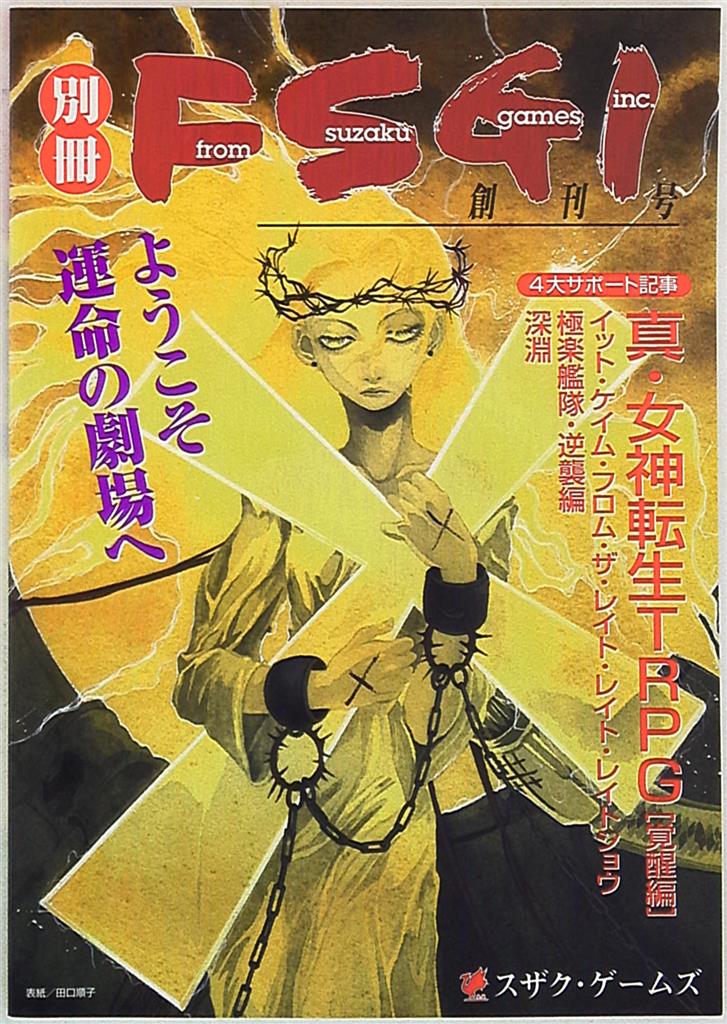 別冊
FSGI
from suzaku games inc.
創刊号
ようこそ
運命の劇場へ
4大サポート記事
真・女神転生TRPG[覚醒編]
イット・ケイム・フロム・ザ・レイト・レイト・レイトショウ
極楽艦隊・逆襲編
深淵
表紙/田口順子
スザク・ゲームズ